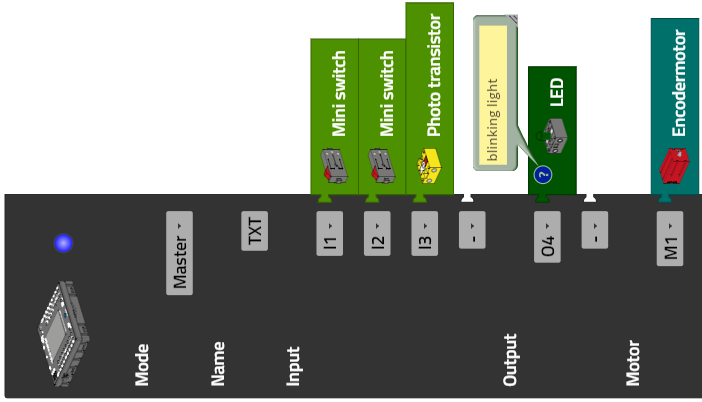 Mode
Master
Name
TXT
Input
I1
Mini switch
I2
Mini switch
I3
Photo transistor
-
blinking light
Output
O4
?
LED
-
Motor
M1
Encodermotor